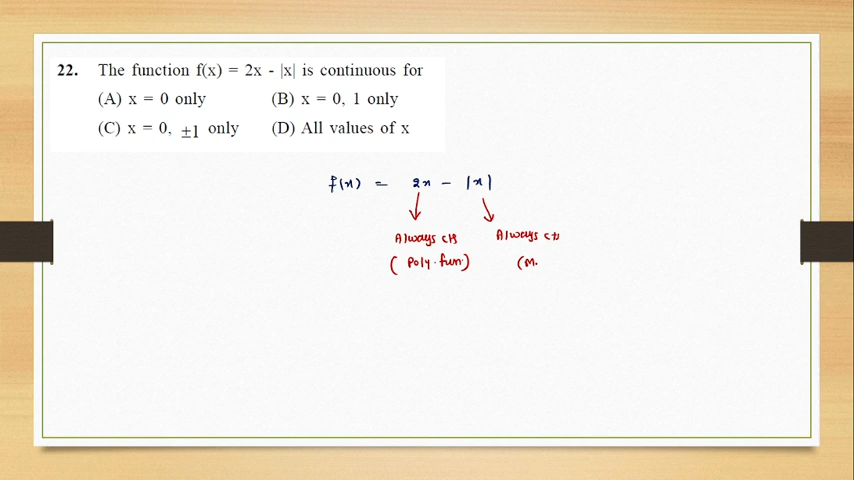 22. The function f(x) = 2x - |x| is continuous for
(A) x = 0 only (B) x = 0, 1 only
(C) x = 0, ±1 only (D) All values of x
f(x) = 2x - |x|
Always cts Always cts
(Poly. fun.) (M.